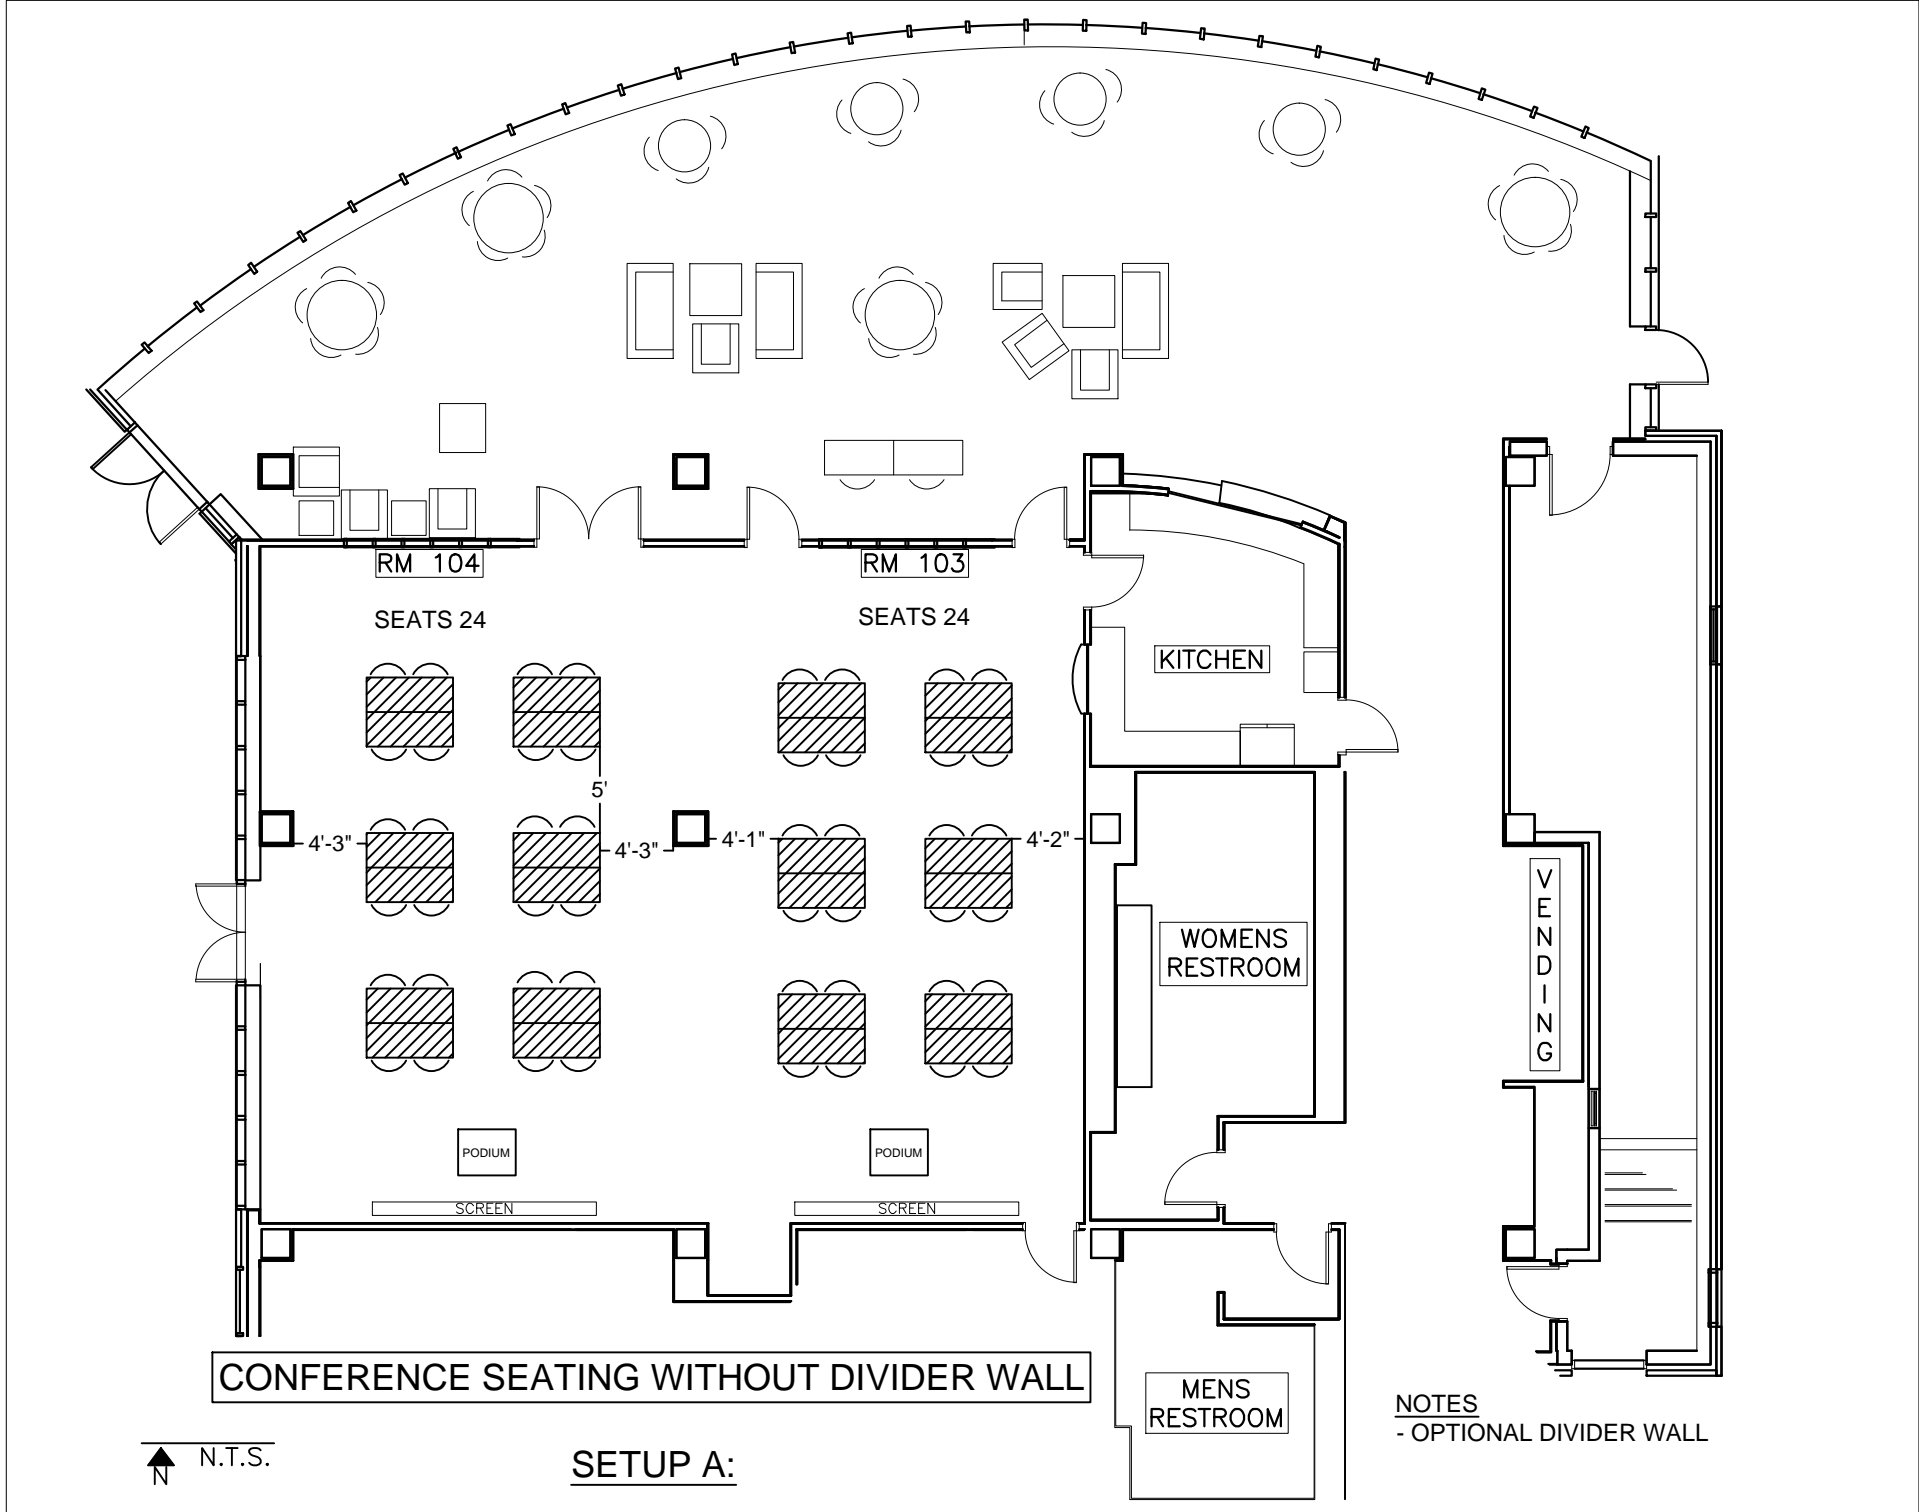 RM 104
RM 103
SEATS 24
SEATS 24
KITCHEN
5'
4'-3"
4'-3"
4'-1"
4'-2"
VENDING
WOMENS
RESTROOM
PODIUM
PODIUM
SCREEN
SCREEN
CONFERENCE SEATING WITHOUT DIVIDER WALL
MENS
RESTROOM
NOTES
- OPTIONAL DIVIDER WALL
N.T.S.
N
SETUP A: